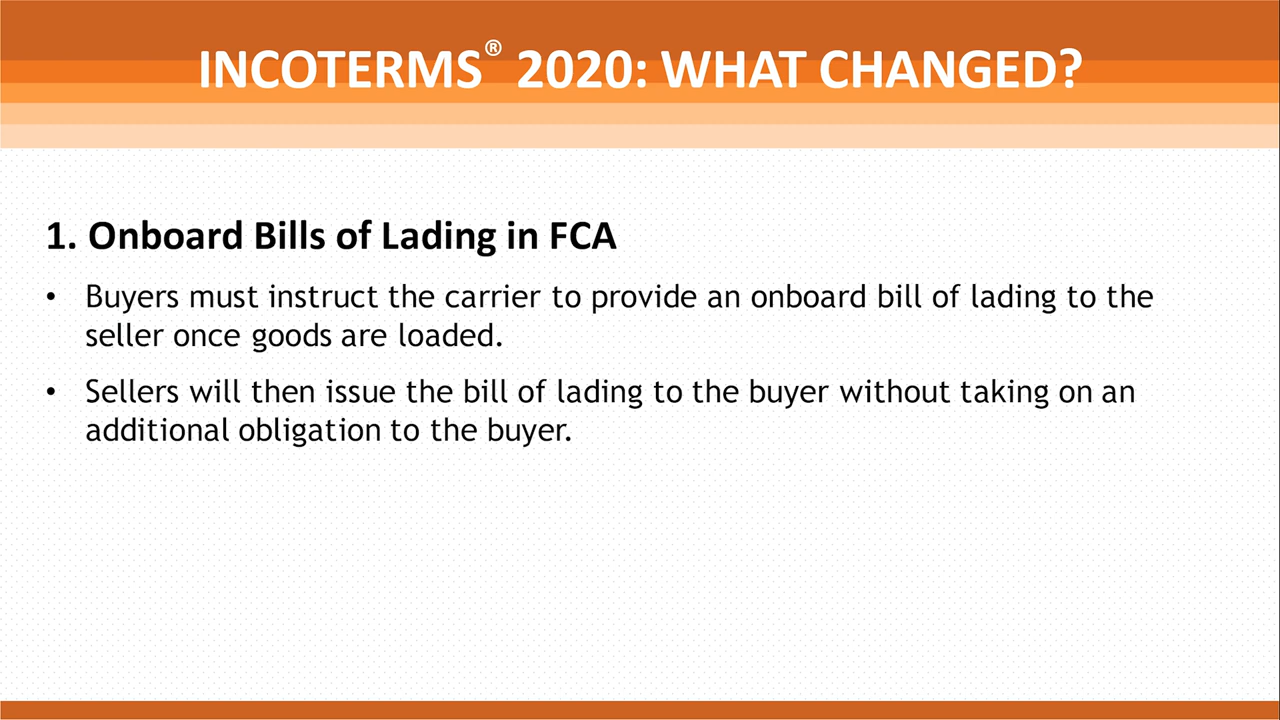 INCOTERMS® 2020: WHAT CHANGED?
1. Onboard Bills of Lading in FCA
• Buyers must instruct the carrier to provide an onboard bill of lading to the
seller once goods are loaded.
• Sellers will then issue the bill of lading to the buyer without taking on an
additional obligation to the buyer.